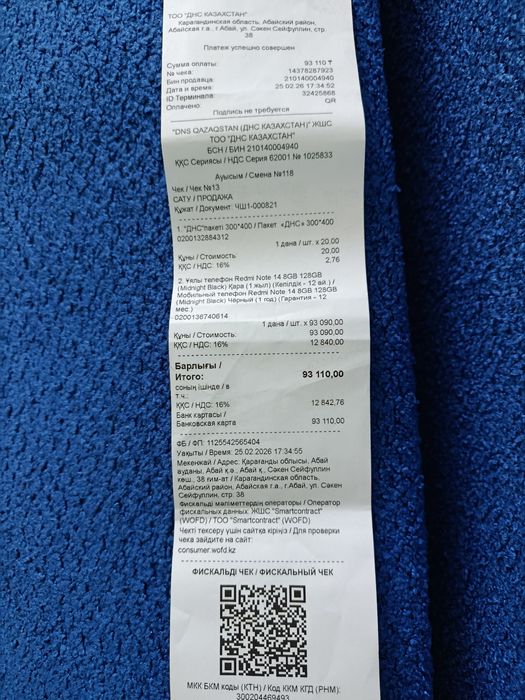 ТОО "ДНС КАЗАХСТАН"
Карагандинская область, Абайский район,
Абайская г.а., г.Абай, ул. Сакен Сейфуллин, стр.
38
Платеж успешно совершен
Сумма оплаты: 93 110 ₸
№ чека: 14378287923
Бин продавца: 210140004940
Дата и время: 25.02.26 17:34:52
ID Терминала: 32425868
Оплачено: QR
Подпись не требуется
"DNS QAZAQSTAN (ДНС КАЗАХСТАН)" ЖШС
ТОО "ДНС КАЗАХСТАН"
БСН / БИН 210140004940
ҚҚС Сериясы / НДС Серия 62001 № 1025833
Ауысым / Смена №118
Чек / Чек №13
САТУ / ПРОДАЖА
Құжат / Документ: ЧШ1-000821
1. "ДНС"пакеті 300*400 / Пакет «ДНС» 300*400
0200132884312
1 дана / шт. x 20,00
Құны / Стоимость: 20,00
ҚҚС / НДС: 16% 2,76
2. Ұялы телефон Redmi Note 14 8GB 128GB
(Midnight Black) Қара (1 жыл) (Кепілдік - 12 ай.) /
Мобильный телефон Redmi Note 14 8GB 128GB
(Midnight Black) Чёрный (1 год) (Гарантия - 12
мес.)
0200136740614
1 дана / шт. x 93 090,00
Құны / Стоимость: 93 090,00
ҚҚС / НДС: 16% 12 840,00
Барлығы /
Итого: 93 110,00
соның ішінде / в
т.ч.:
ҚҚС / НДС: 16% 12 842,76
Банк картасы /
Банковская карта 93 110,00
ФБ / ФП: 1125542565404
Уақыты / Время: 25.02.2026 17:34:55
Мекенжай / Адрес: Қарағанды облысы, Абай
ауданы, Абай қ.ә., Абай қ., Сәкен Сейфуллин
көш., 38 ғим-ат / Карагандинская область,
Абайский район, Абайская г.а., г.Абай, ул. Сакен
Сейфуллин, стр. 38
Фискальді мәліметтердің операторы / Оператор
фискальных данных: ЖШС "Smartcontract"
(WOFD) / ТОО "Smartcontract" (WOFD)
Чекті тексеру үшін сайтқа кіріңіз / Для проверки
чека зайдите на сайт:
consumer.wofd.kz
ФИСКАЛЬДІ ЧЕК / ФИСКАЛЬНЫЙ ЧЕК
МКК БКМ коды (КТН) / Код ККМ КГД (РНМ):
300204469493